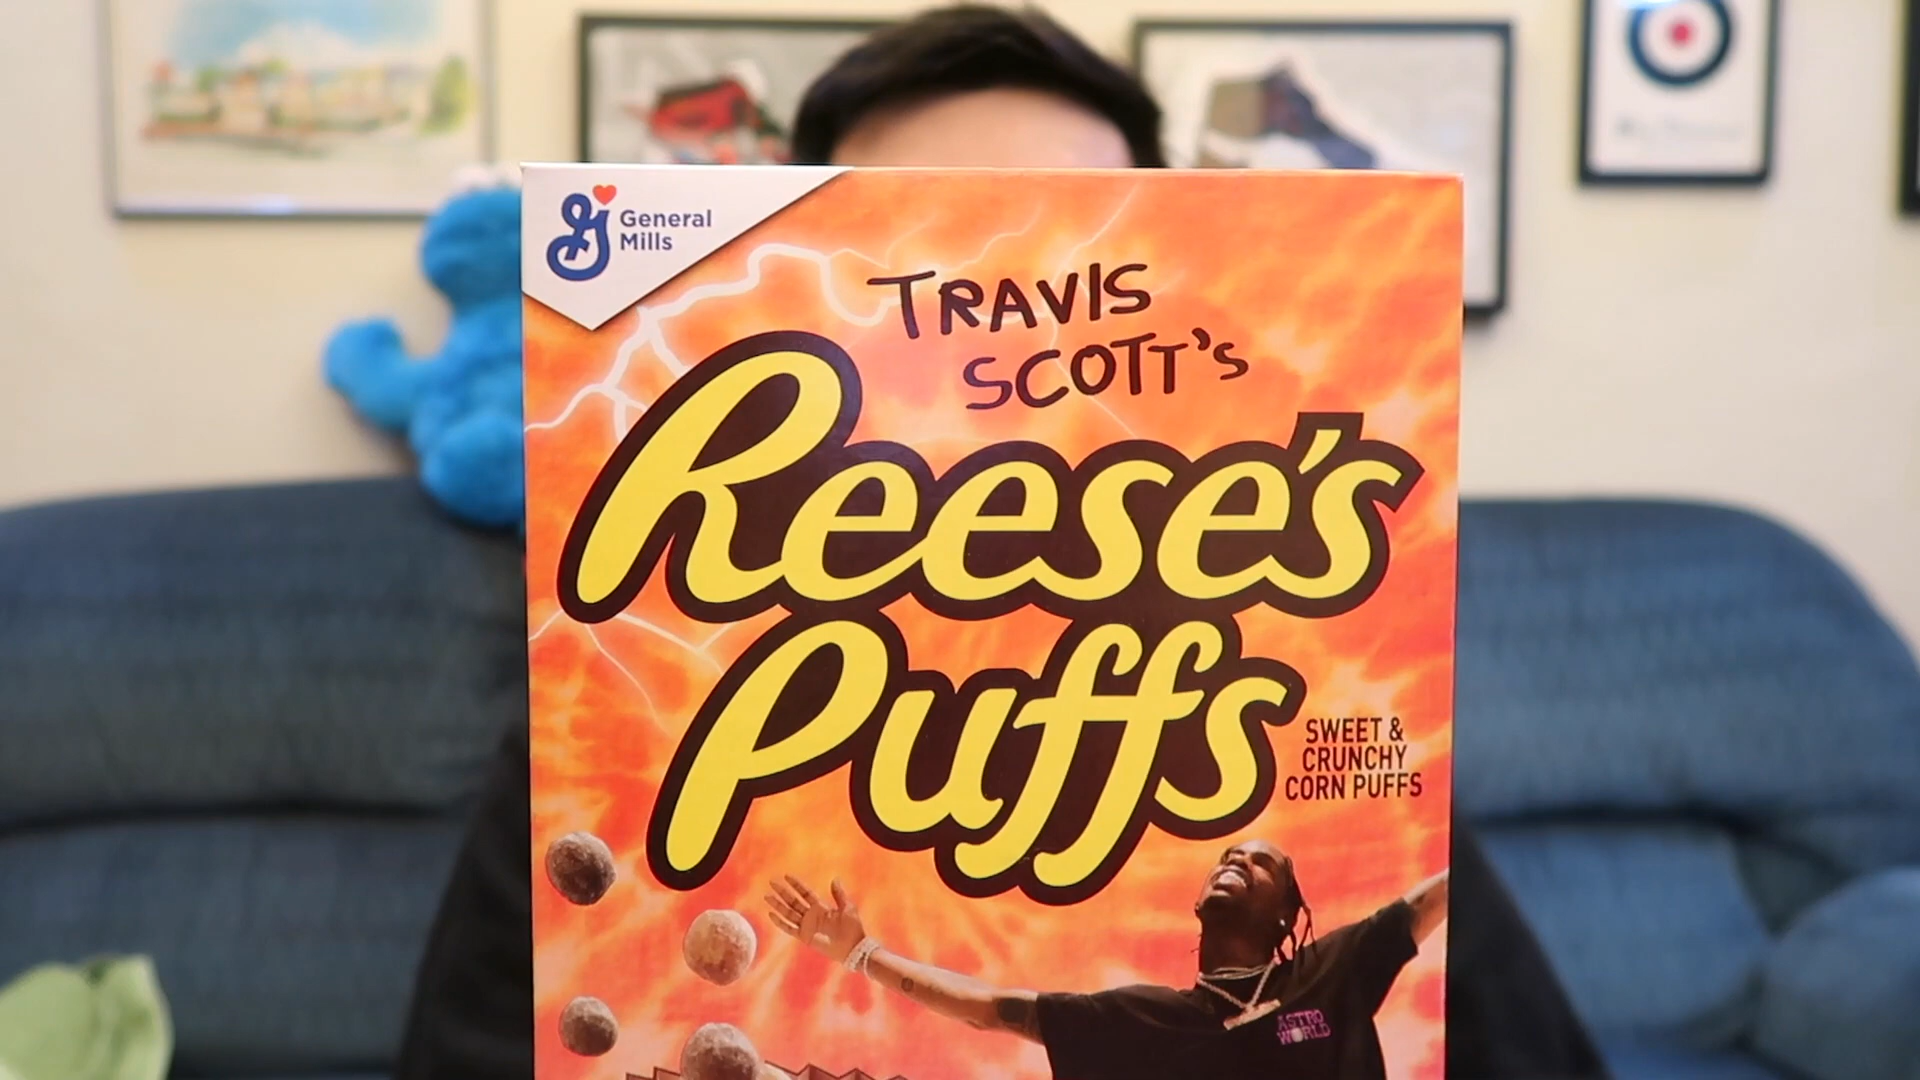 General
Mills
TRAVIS
SCOTT'S
Reese's
Puffs
SWEET &
CRUNCHY
CORN PUFFS
ASTRO
WORLD